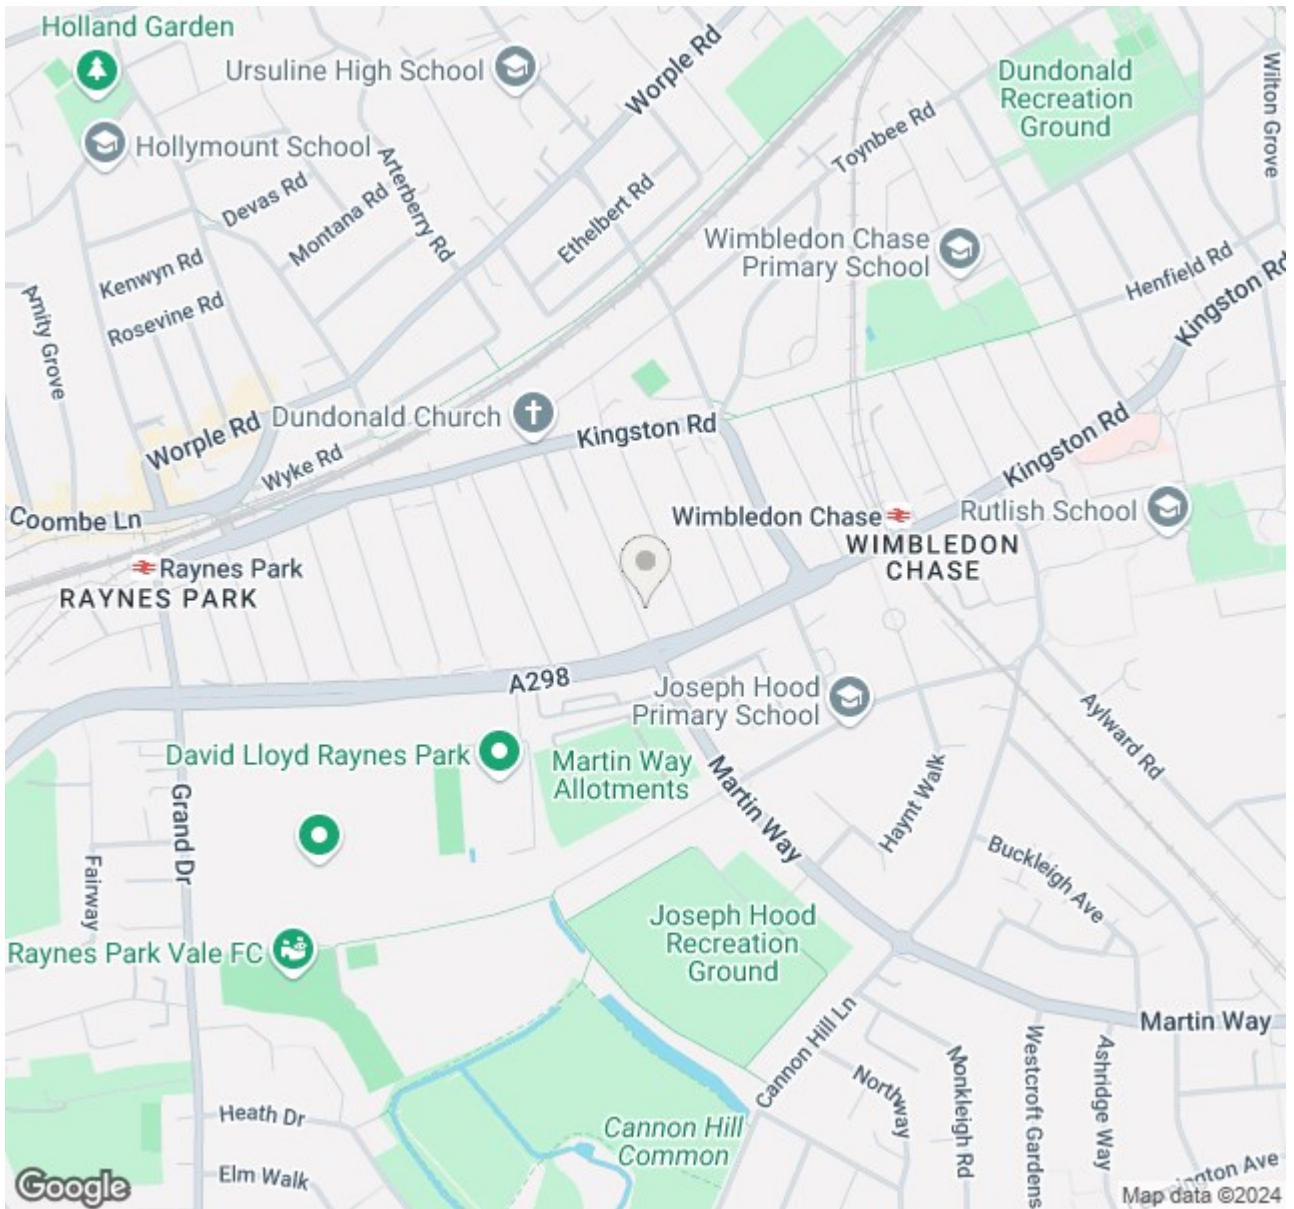 Holland Garden
Ursuline High School
Worple Rd
Dundonald
Recreation
Ground
Wilton Grove
Hollymount School
Toynbee Rd
Arterberry Rd
Devas Rd
Montana Rd
Ethelbert Rd
Wimbledon Chase
Primary School
Kenwyn Rd
Henfield Rd
Kingston Rd
Amity Grove
Rosevine Rd
Dundonald Church
Kingston Rd
Worple Rd
Kingston Rd
Wyke Rd
Coombe Ln
Wimbledon Chase
Rutlish School
WIMBLEDON
CHASE
Raynes Park
RAYNES PARK
A298
Joseph Hood
Primary School
Aylward Rd
David Lloyd Raynes Park
Martin Way
Allotments
Martin Way
Haynt Walk
Grand Dr
Fairway
Buckleigh Ave
Joseph Hood
Recreation
Ground
Raynes Park Vale FC
Cannon Hill Ln
Martin Way
Northway
Monkleigh Rd
Westcroft Gardens
Ashridge Way
Heath Dr
Cannon Hill
Common
Elm Walk
Google
Map data ©2024